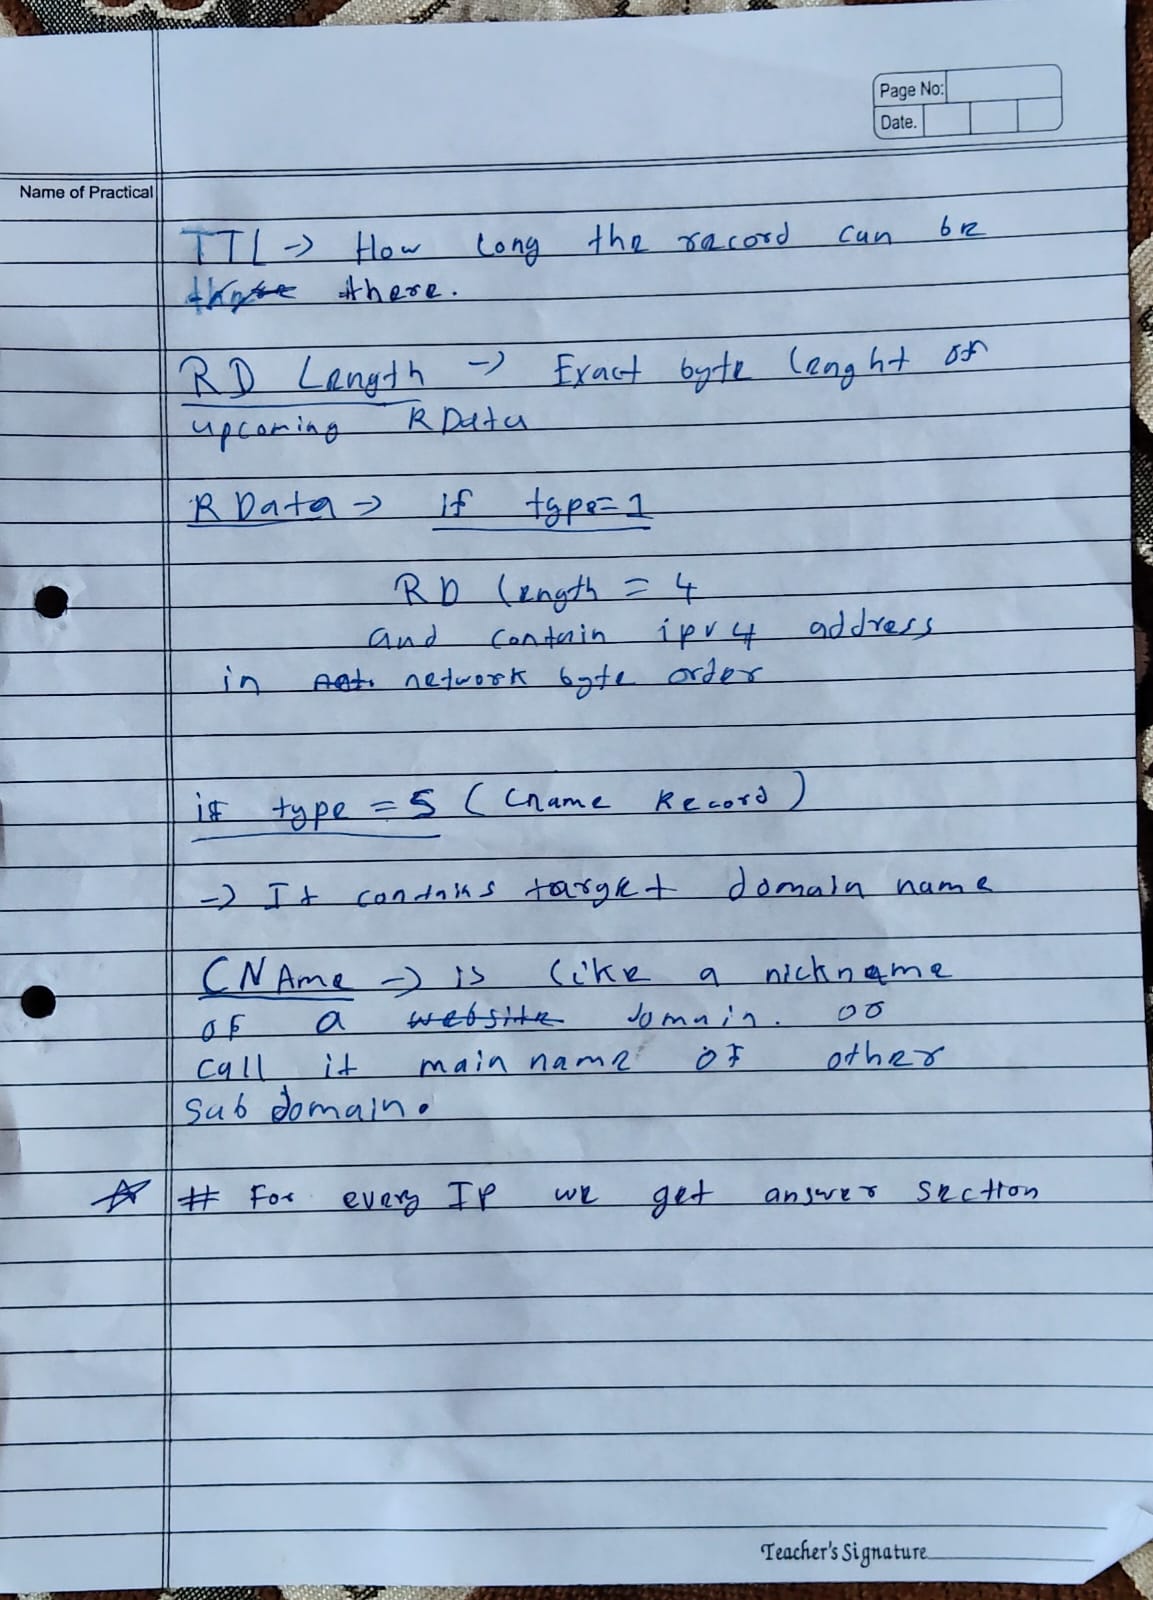 Page No:
Date.
Name of Practical
TTL -> How long the record can be
there.
RD Length -> Exact byte lenght of
upcoming RData
R Data -> if type=1
RD length = 4
and contain ipv4 address
in network byte order
if type = 5 (Cname Record)
-> It contains target domain name
CNAme -> is like a nickname
of a website domain. or
call it main name of other
sub domain.
# For every IP we get answer section
Teacher's Signature